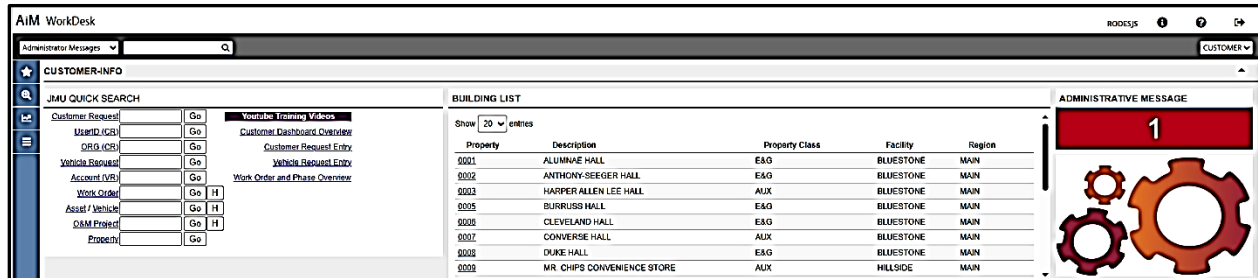 AiM WorkDesk
RODESJS
Administrator Messages
CUSTOMER
CUSTOMER-INFO
JMU QUICK SEARCH
Customer Request Go Youtube Training Videos
UserID (CR) Go Customer Dashboard Overview
ORG (CR) Go Customer Request Entry
Vehicle Request Go Vehicle Request Entry
Account (VR) Go Work Order and Phase Overview
Work Order Go H
Asset / Vehicle Go H
O&M Project Go H
Property Go
BUILDING LIST
Show 20 entries
Property Description Property Class Facility Region
0001 ALUMNAE HALL E&G BLUESTONE MAIN
0002 ANTHONY-SEEGER HALL E&G BLUESTONE MAIN
0003 HARPER ALLEN LEE HALL AUX BLUESTONE MAIN
0005 BURRUSS HALL E&G BLUESTONE MAIN
0006 CLEVELAND HALL E&G BLUESTONE MAIN
0007 CONVERSE HALL AUX BLUESTONE MAIN
0008 DUKE HALL E&G BLUESTONE MAIN
0009 MR. CHIPS CONVENIENCE STORE AUX HILLSIDE MAIN
ADMINISTRATIVE MESSAGE
1